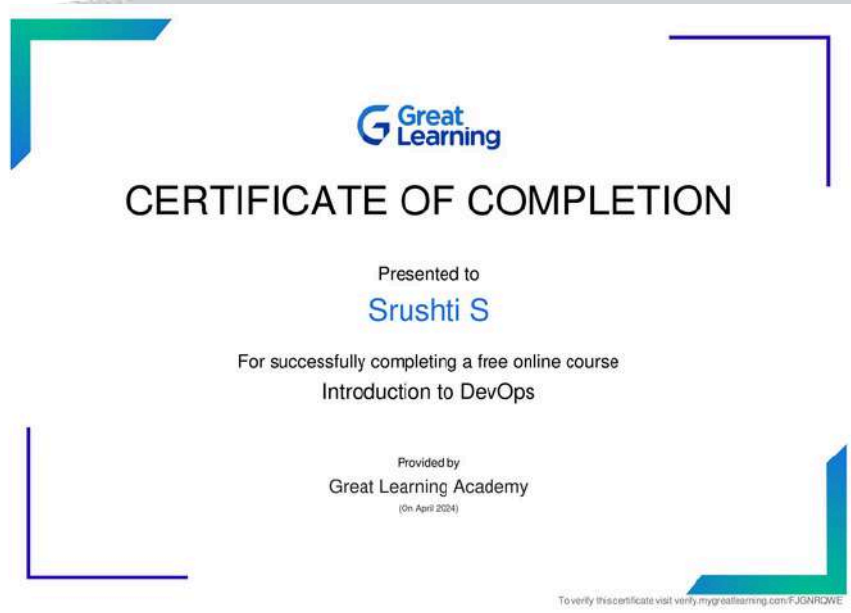 Great
Learning
CERTIFICATE OF COMPLETION
Presented to
Srushti S
For successfully completing a free online course
Introduction to DevOps
Provided by
Great Learning Academy
(On April 2024)
To verify this certificate visit verify.mygreatlearning.com/FJGNRQWE